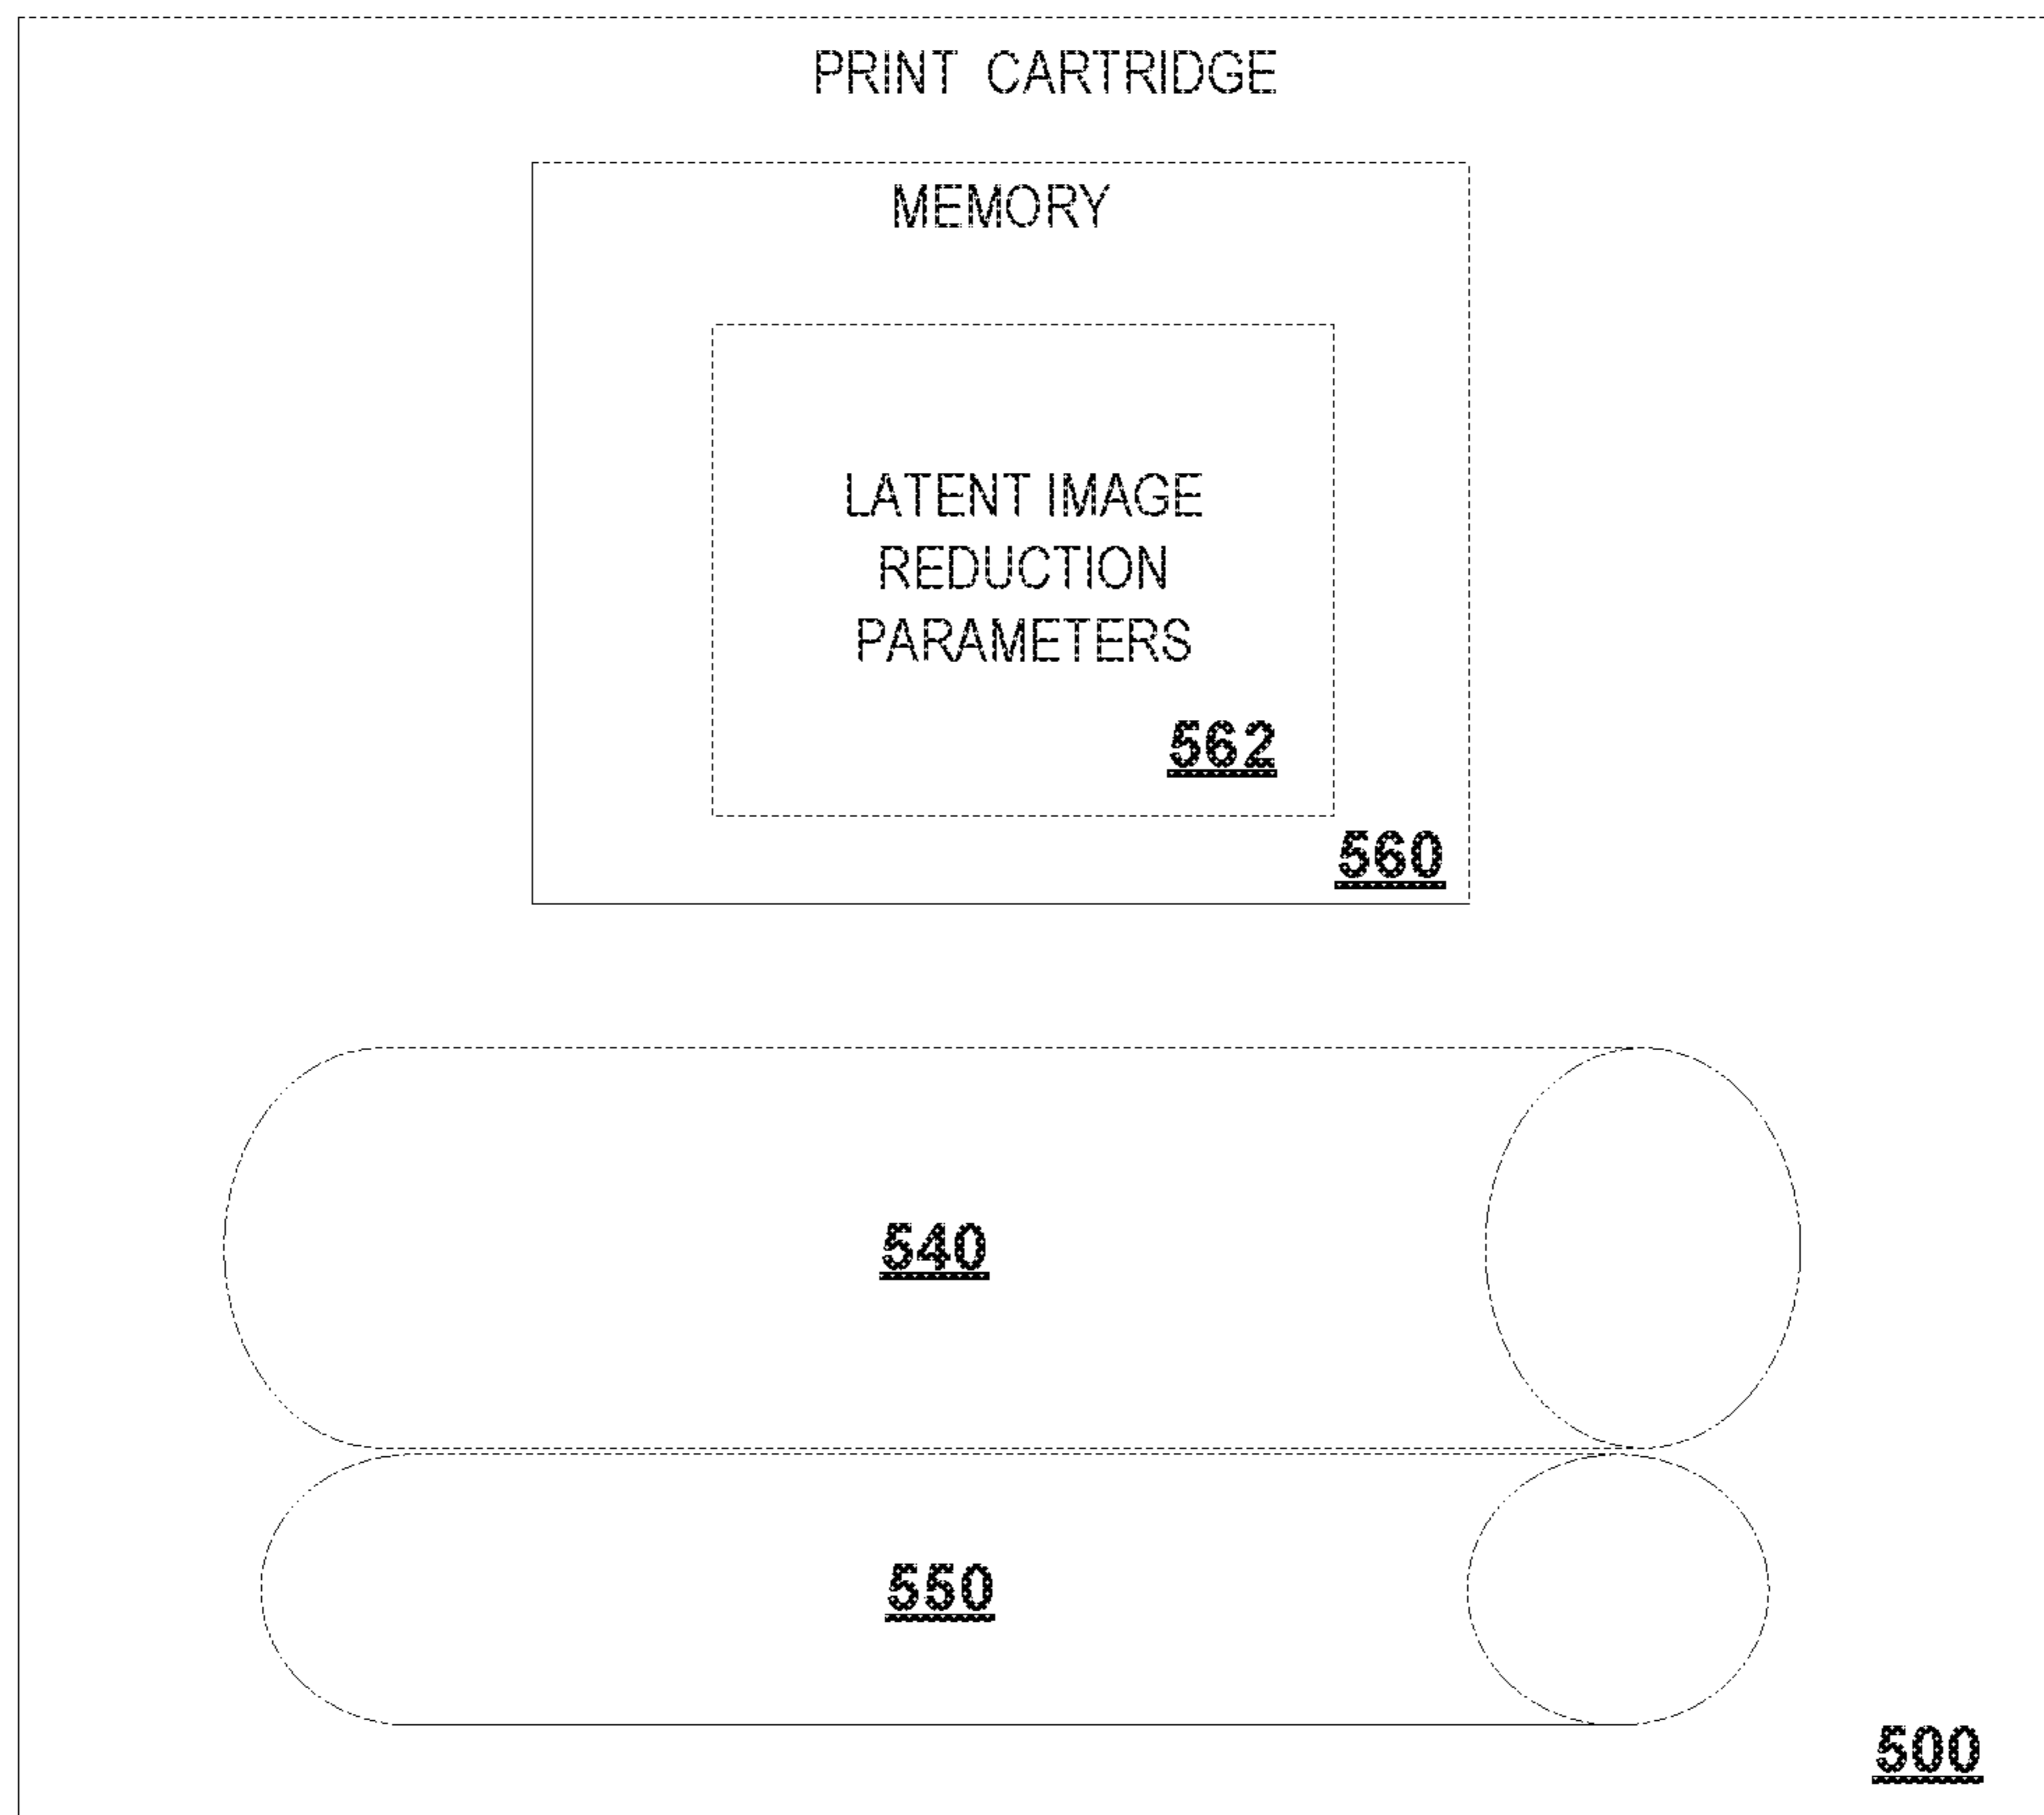 PRINT CARTRIDGE
MEMORY
LATENT IMAGE
REDUCTION
PARAMETERS
562
560
540
550
500